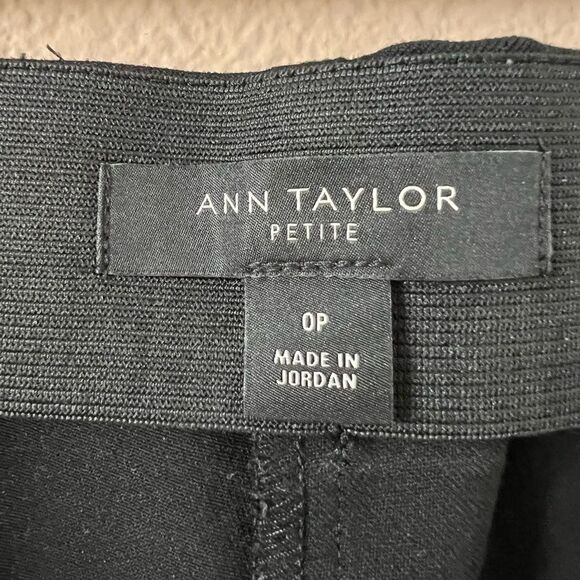 ANN TAYLOR
PETITE
0P
MADE IN
JORDAN